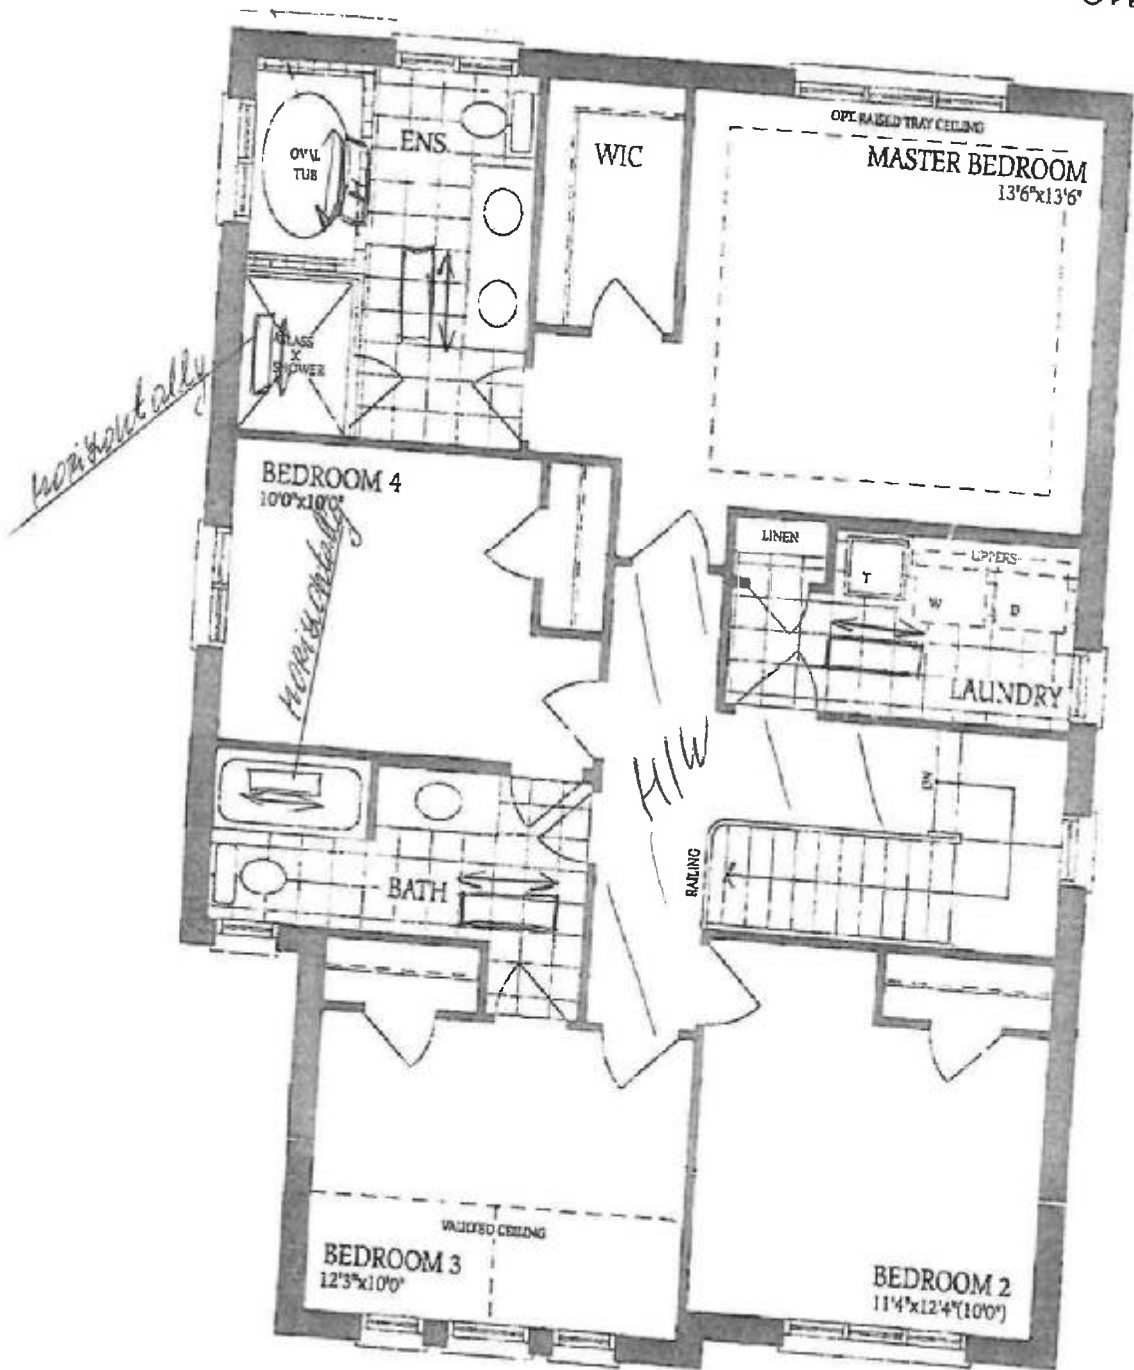 OPT. RAISED TRAY CEILING
MASTER BEDROOM
13'6"x13'6"
ENS.
WIC
OVAL
TUB
GLASS
SHOWER
horizontally
BEDROOM 4
10'0"x10'0"
horizontally
LINEN
UPPERS
T
W
D
LAUNDRY
H/W
DN
RAILING
BATH
VAULTED CEILING
BEDROOM 3
12'3"x10'0"
BEDROOM 2
11'4"x12'4"(10'0")